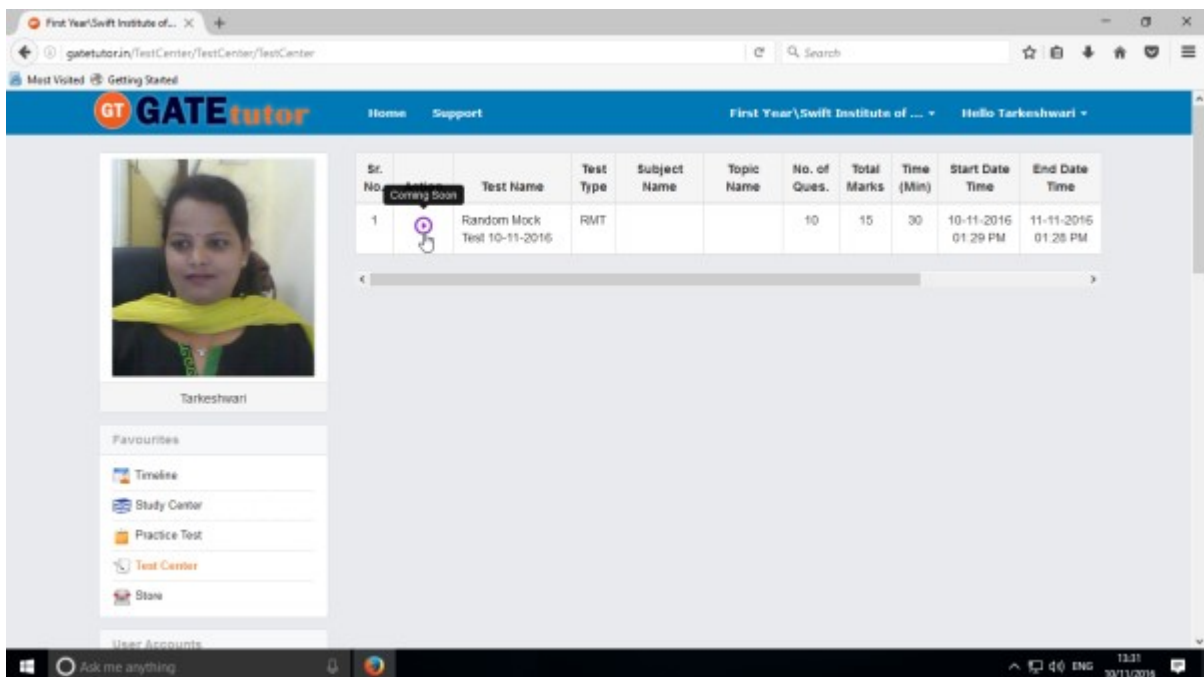 First Year\Swift Institute of...
gatetutor.in/TestCenter/TestCenter/TestCenter
Search
Most Visited Getting Started
GT GATEtutor
Home Support First Year\Swift Institute of .... Hello Tarkeshwari
Sr. No. Action Test Name Test Type Subject Name Topic Name No. of Ques. Total Marks Time (Min) Start Date Time End Date Time
Coming Soon
1 Random Mock Test 10-11-2016 RMT 10 15 30 10-11-2016 01:29 PM 11-11-2016 01:28 PM
Tarkeshwari
Favourites
Timeline
Study Center
Practice Test
Test Center
Store
User Accounts
Ask me anything
ENG 13:31
10/11/2016